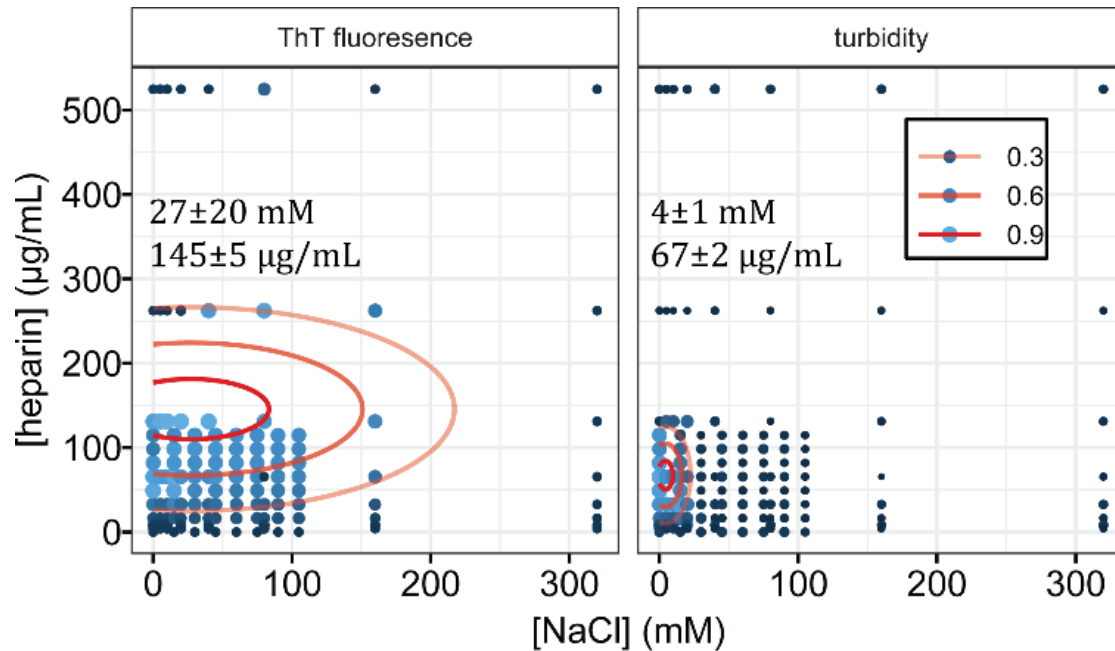 ThT fluoresence
turbidity
500
400
300
200
100
0
[heparin] (µg/mL)
27±20 mM
145±5 µg/mL
4±1 mM
67±2 µg/mL
0.3
0.6
0.9
0 100 200 300
0 100 200 300
[NaCl] (mM)